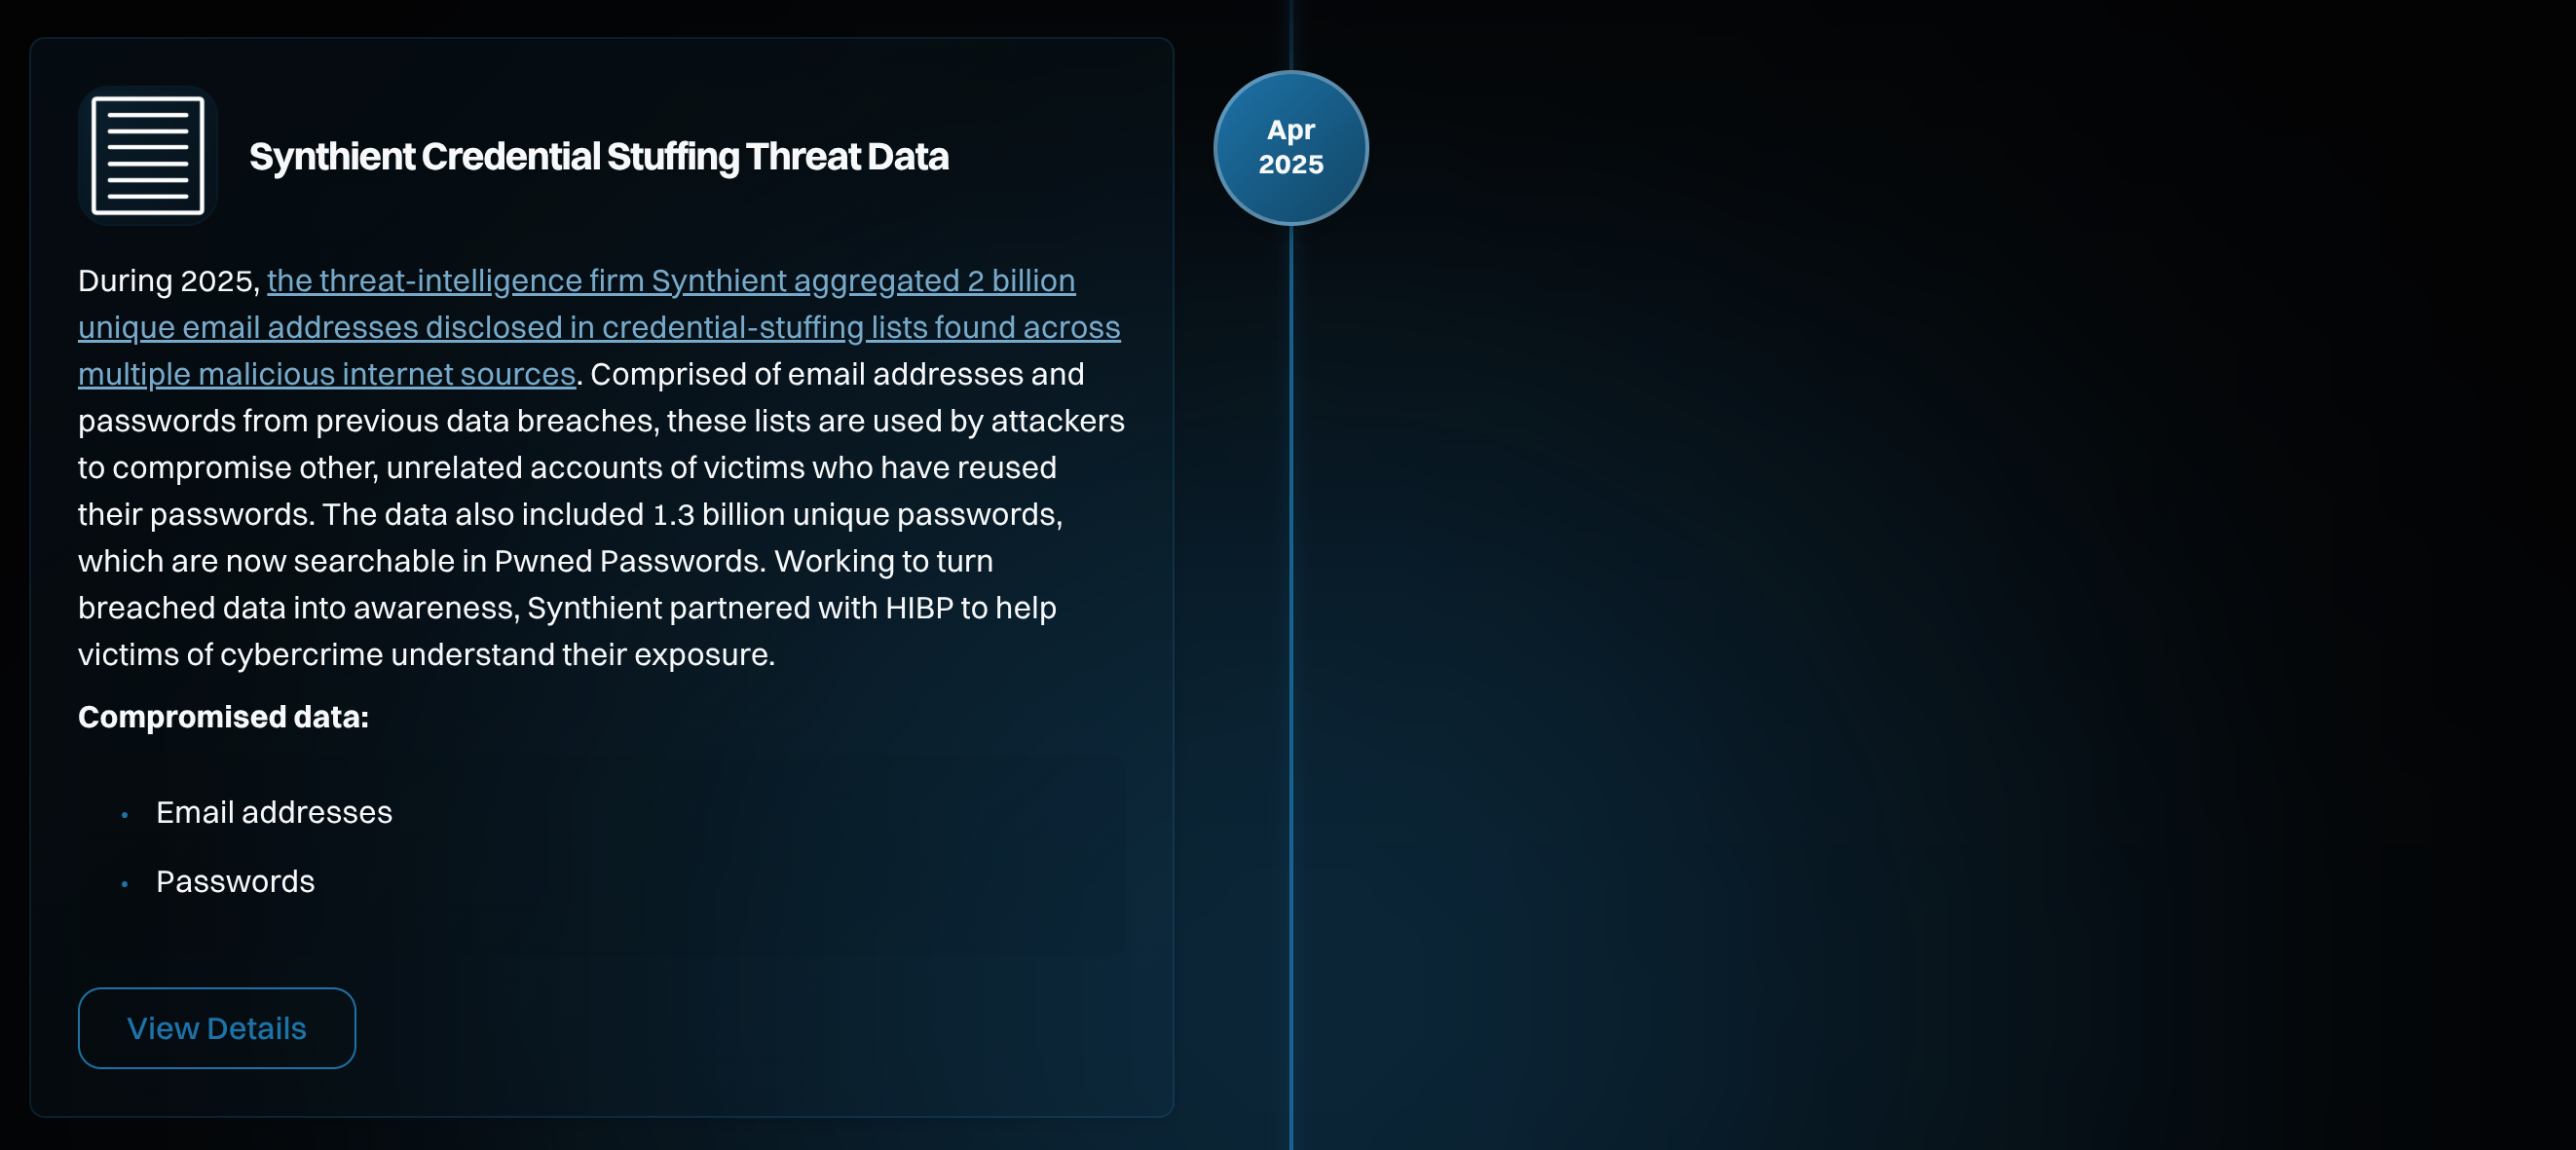 Synthient Credential Stuffing Threat Data
Apr
2025
During 2025, the threat-intelligence firm Synthient aggregated 2 billion
unique email addresses disclosed in credential-stuffing lists found across
multiple malicious internet sources. Comprised of email addresses and
passwords from previous data breaches, these lists are used by attackers
to compromise other, unrelated accounts of victims who have reused
their passwords. The data also included 1.3 billion unique passwords,
which are now searchable in Pwned Passwords. Working to turn
breached data into awareness, Synthient partnered with HIBP to help
victims of cybercrime understand their exposure.
Compromised data:
• Email addresses
• Passwords
View Details